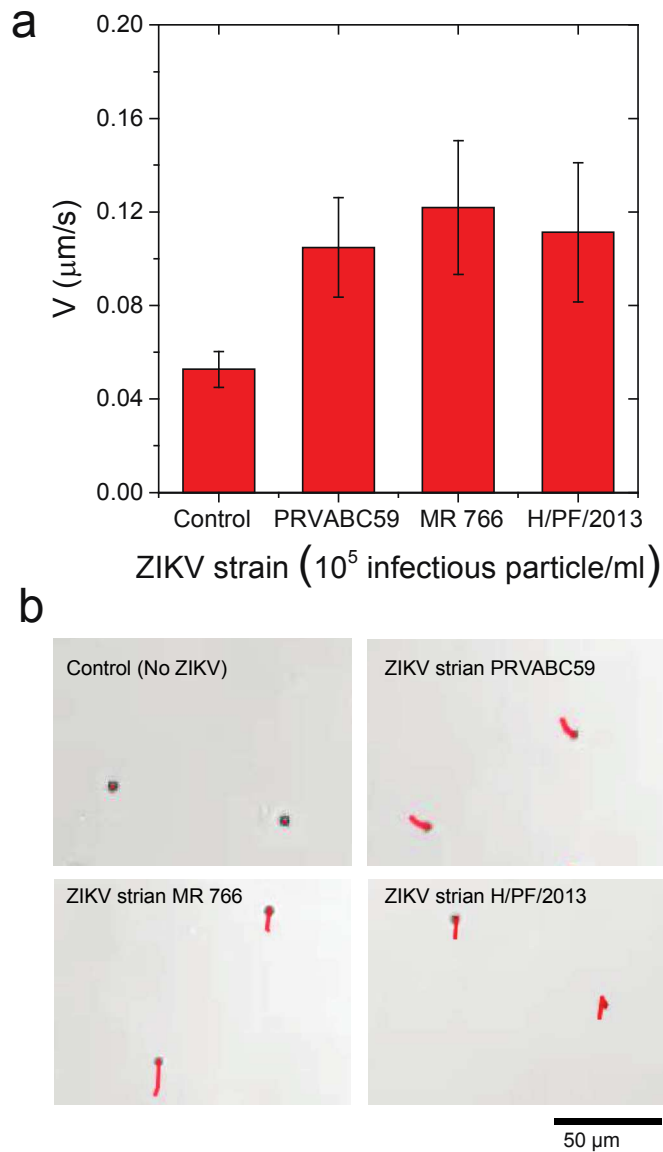 a
0.20
0.16
0.12
0.08
0.04
0.00
V (μm/s)
Control PRVABC59 MR 766 H/PF/2013
ZIKV strain (10⁵ infectious particle/ml)
b
Control (No ZIKV)
ZIKV strian PRVABC59
ZIKV strian MR 766
ZIKV strian H/PF/2013
50 μm